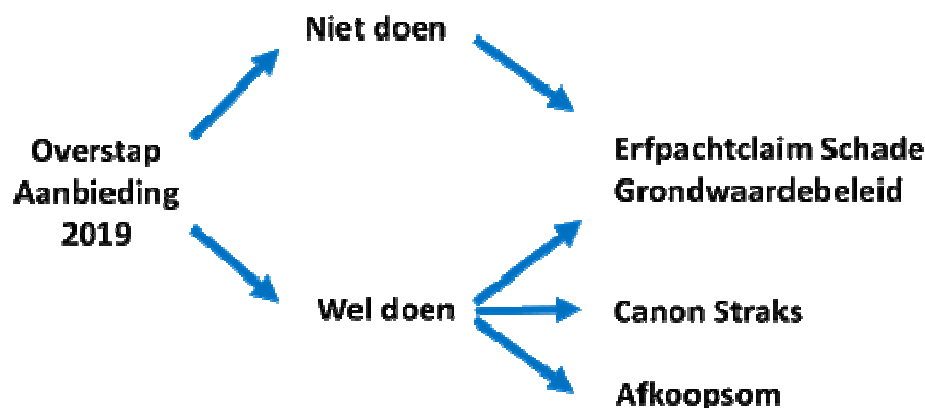 Niet doen
Overstap
Aanbieding
2019
Erfpachtclaim Schade
Grondwaardebeleid
Wel doen
Canon Straks
Afkoopsom